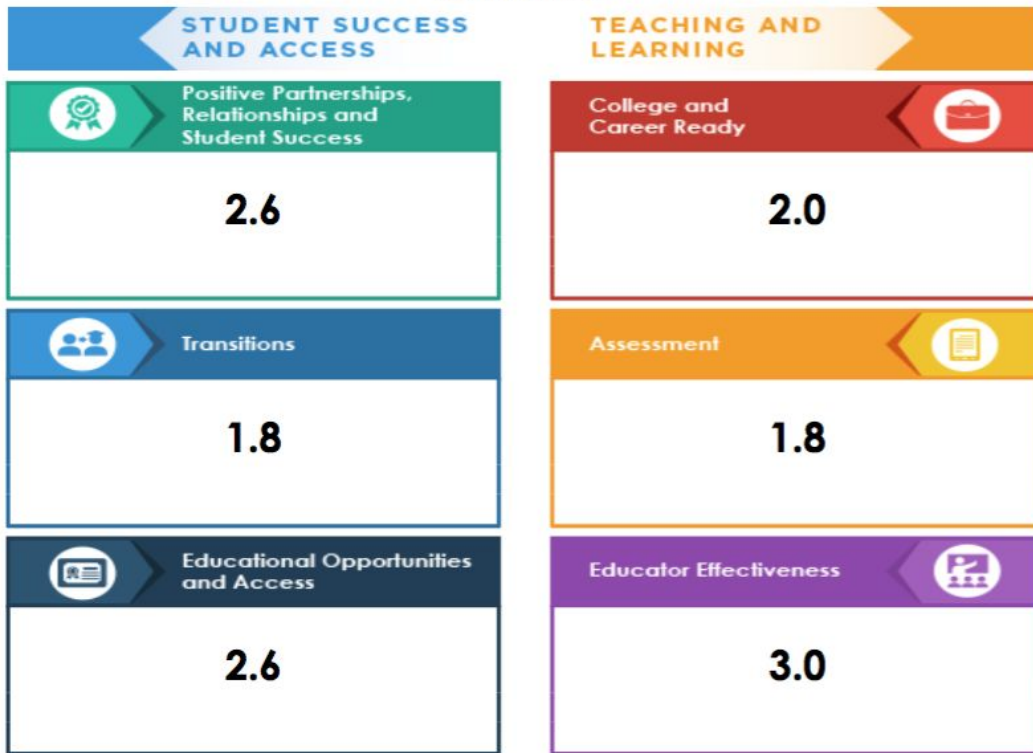 STUDENT SUCCESS
AND ACCESS
Positive Partnerships,
Relationships and
Student Success
2.6
Transitions
1.8
Educational Opportunities
and Access
2.6
TEACHING AND
LEARNING
College and
Career Ready
2.0
Assessment
1.8
Educator Effectiveness
3.0